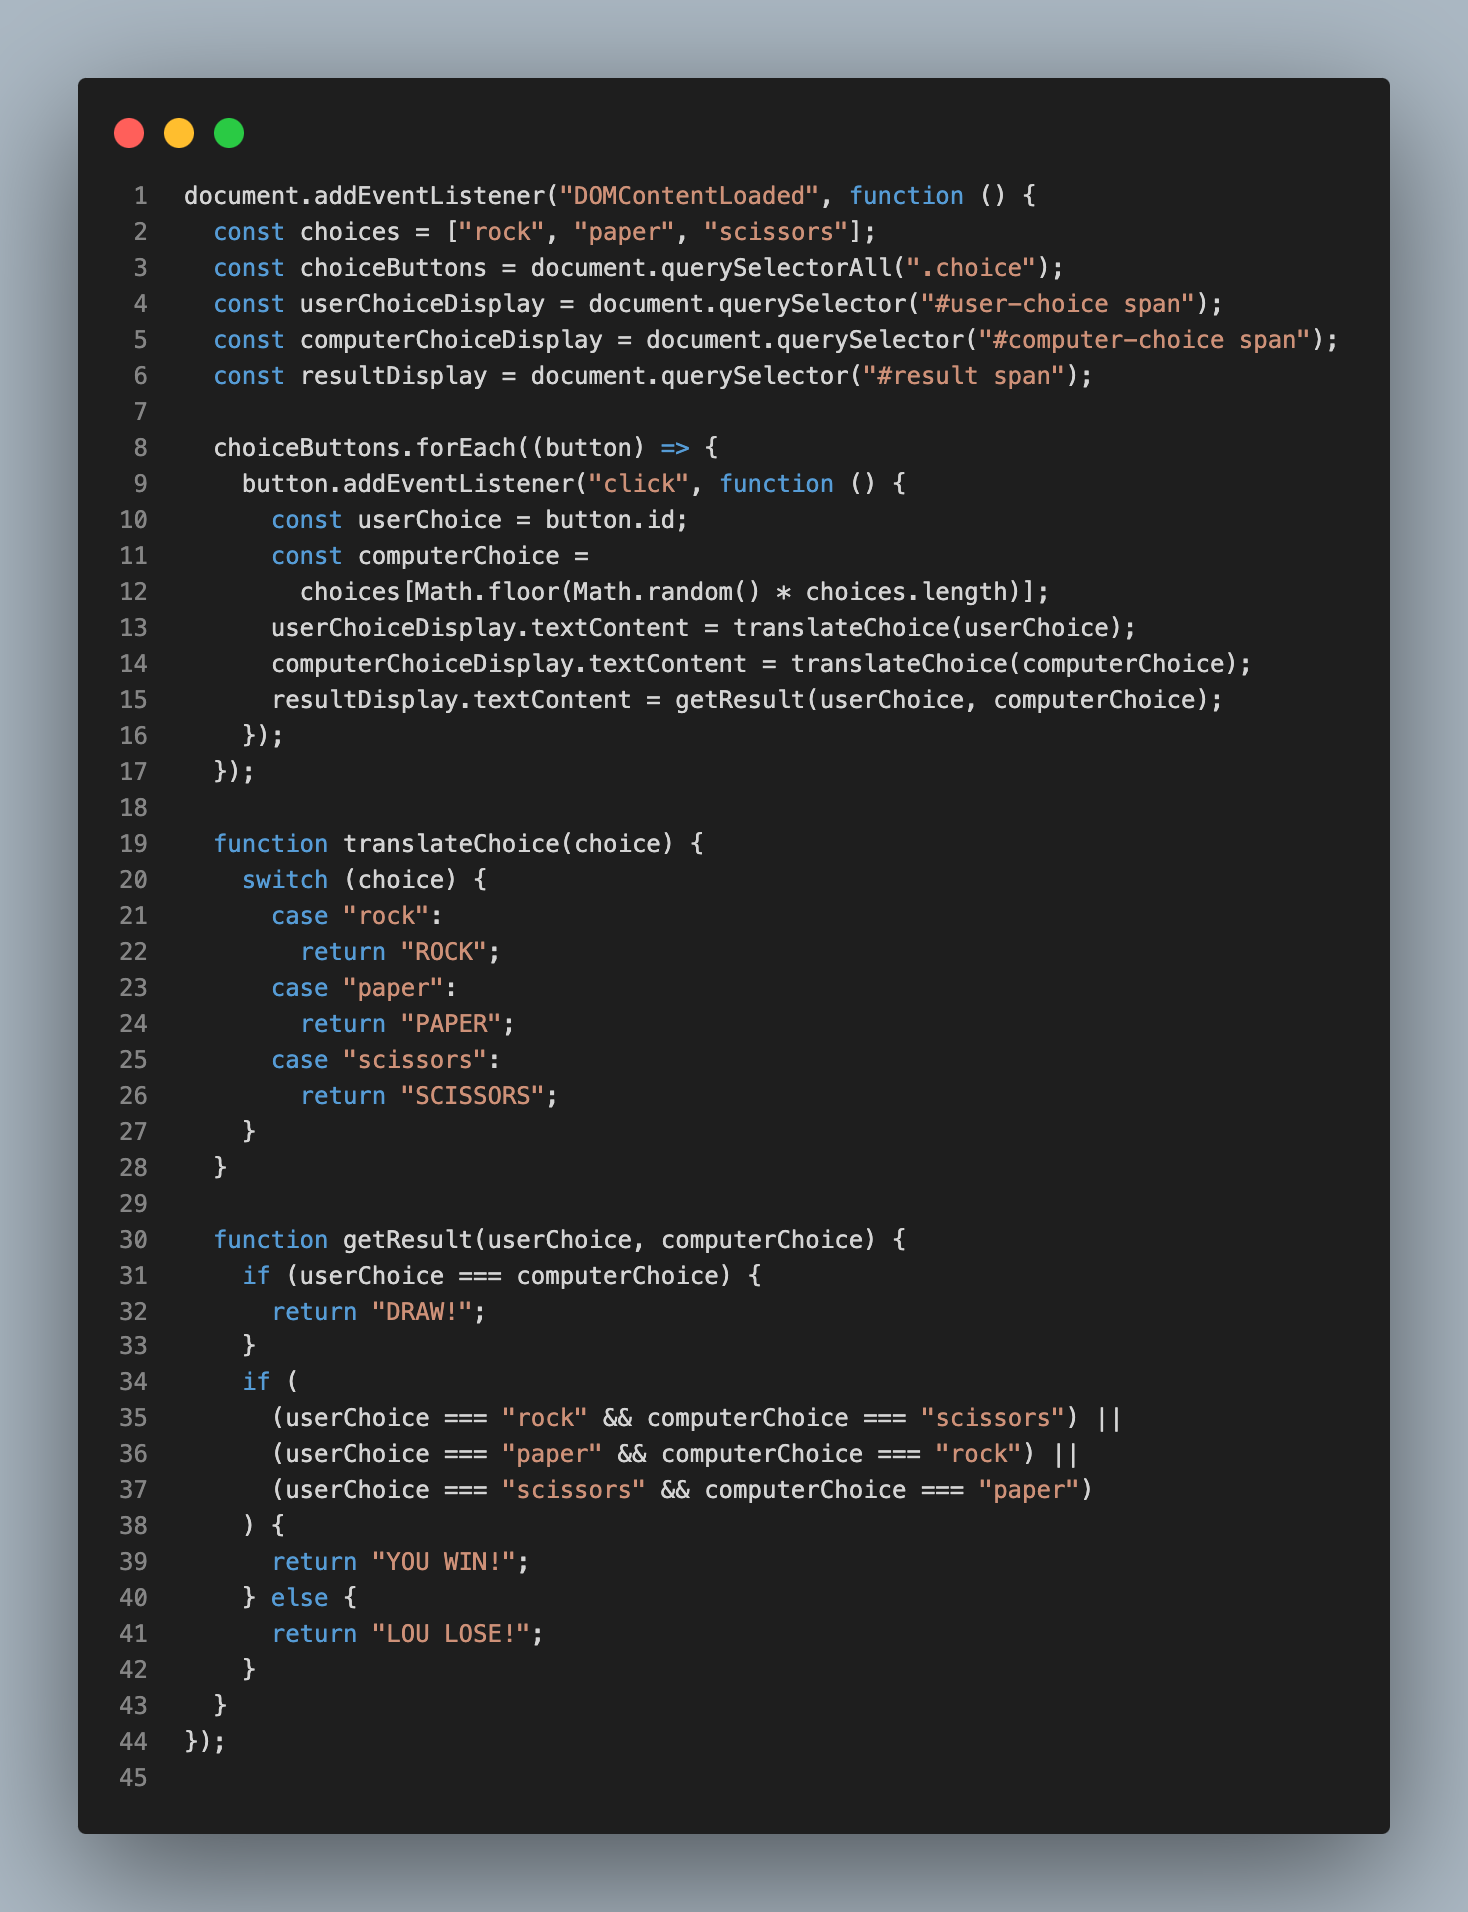 1 document.addEventListener("DOMContentLoaded", function () {
2   const choices = ["rock", "paper", "scissors"];
3   const choiceButtons = document.querySelectorAll(".choice");
4   const userChoiceDisplay = document.querySelector("#user-choice span");
5   const computerChoiceDisplay = document.querySelector("#computer-choice span");
6   const resultDisplay = document.querySelector("#result span");
7
8   choiceButtons.forEach((button) => {
9     button.addEventListener("click", function () {
10       const userChoice = button.id;
11       const computerChoice =
12         choices[Math.floor(Math.random() * choices.length)];
13       userChoiceDisplay.textContent = translateChoice(userChoice);
14       computerChoiceDisplay.textContent = translateChoice(computerChoice);
15       resultDisplay.textContent = getResult(userChoice, computerChoice);
16     });
17   });
18
19   function translateChoice(choice) {
20     switch (choice) {
21       case "rock":
22         return "ROCK";
23       case "paper":
24         return "PAPER";
25       case "scissors":
26         return "SCISSORS";
27     }
28   }
29
30   function getResult(userChoice, computerChoice) {
31     if (userChoice === computerChoice) {
32       return "DRAW!";
33     }
34     if (
35       (userChoice === "rock" && computerChoice === "scissors") ||
36       (userChoice === "paper" && computerChoice === "rock") ||
37       (userChoice === "scissors" && computerChoice === "paper")
38     ) {
39       return "YOU WIN!";
40     } else {
41       return "LOU LOSE!";
42     }
43   }
44 });
45